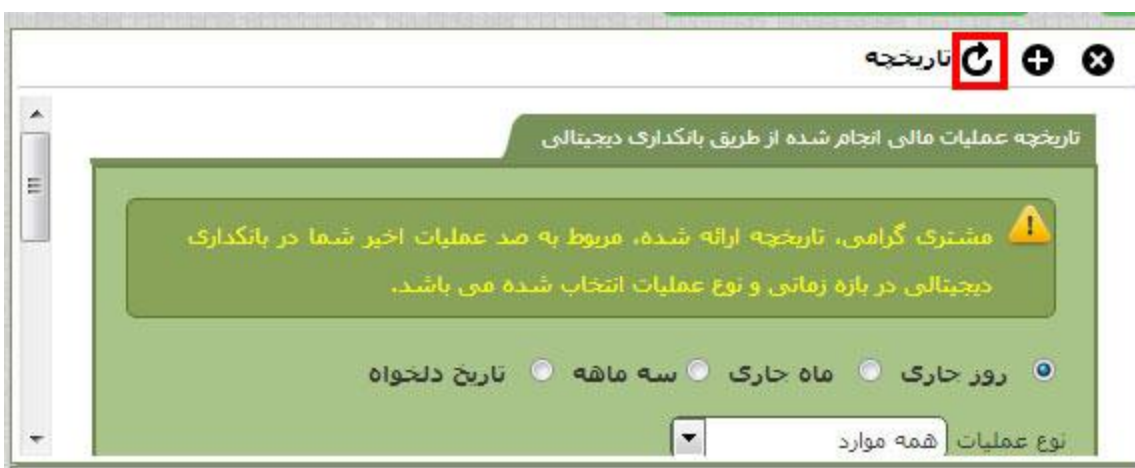 تاریخچه
تاریخچه عملیات مالی انجام شده از طریق بانکداری دیجیتالی
مشتری گرامی، تاریخچه ارائه شده، مربوط به صد عملیات اخیر شما در بانکداری
دیجیتالی در بازه زمانی و نوع عملیات انتخاب شده می باشد.
روز جاری ماه جاری سه ماهه تاریخ دلخواه
نوع عملیات همه موارد